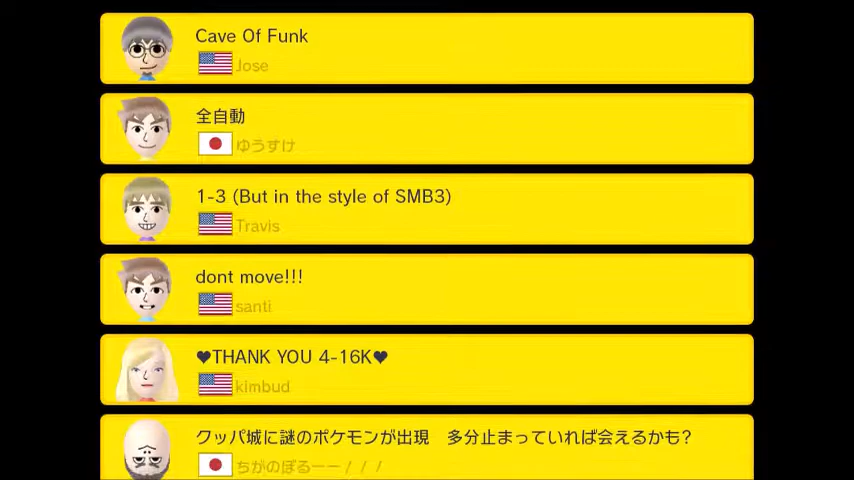 Cave Of Funk
Jose
全自動
ゆうすけ
1-3 (But in the style of SMB3)
Travis
dont move!!!
santi
♥THANK YOU 4-16K♥
kimbud
クッパ城に謎のポケモンが出現　多分止まっていれば会えるかも?
ちがのぼるーー / / /